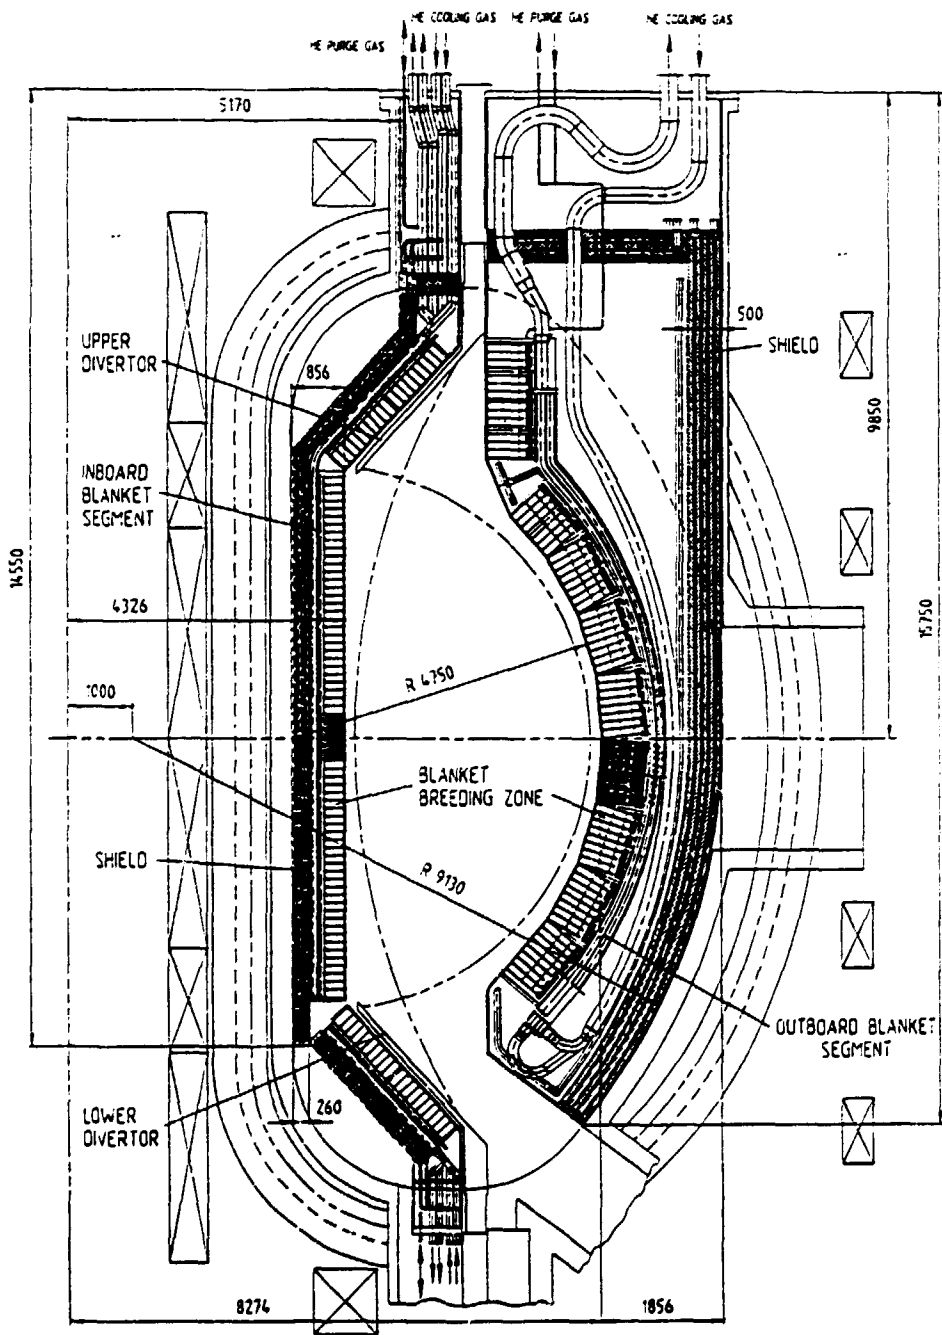 HE COOLING GAS
HE PURGE GAS
HE COOLING GAS
HE PURGE GAS
5170
500
SHIELD
UPPER
DIVERTOR
856
9850
INBOARD
BLANKET
SEGMENT
14550
4326
15750
R 4750
1000
BLANKET
BREEDING ZONE
SHIELD
R 9130
OUTBOARD BLANKET
SEGMENT
260
LOWER
DIVERTOR
8274
1856